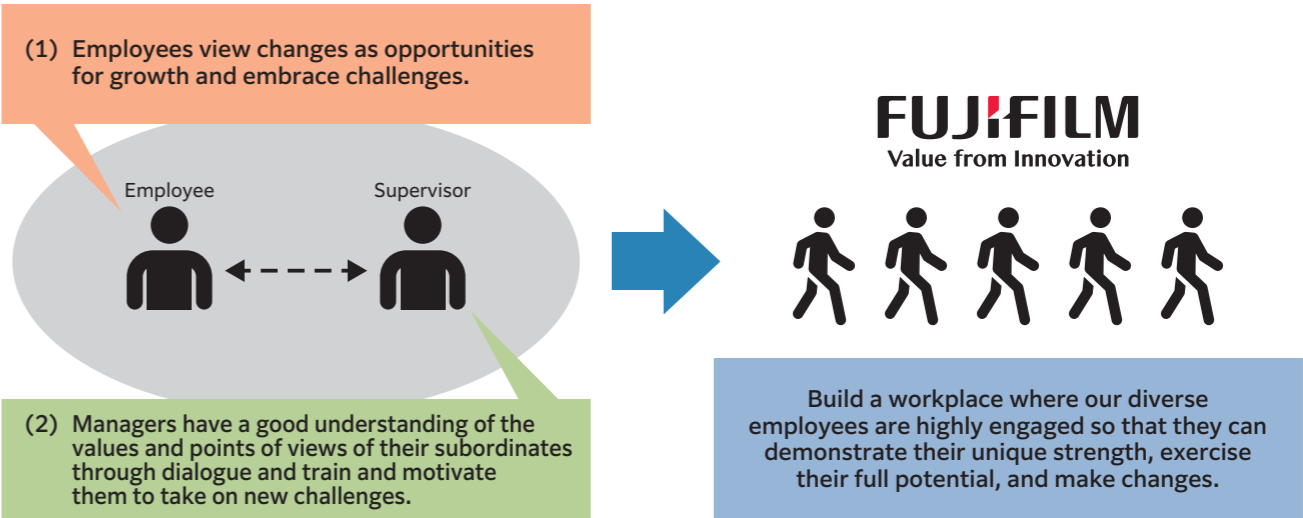 (1) Employees view changes as opportunities
for growth and embrace challenges.
Employee
Supervisor
(2) Managers have a good understanding of the
values and points of views of their subordinates
through dialogue and train and motivate
them to take on new challenges.
FUJIFILM
Value from Innovation
Build a workplace where our diverse
employees are highly engaged so that they can
demonstrate their unique strength, exercise
their full potential, and make changes.